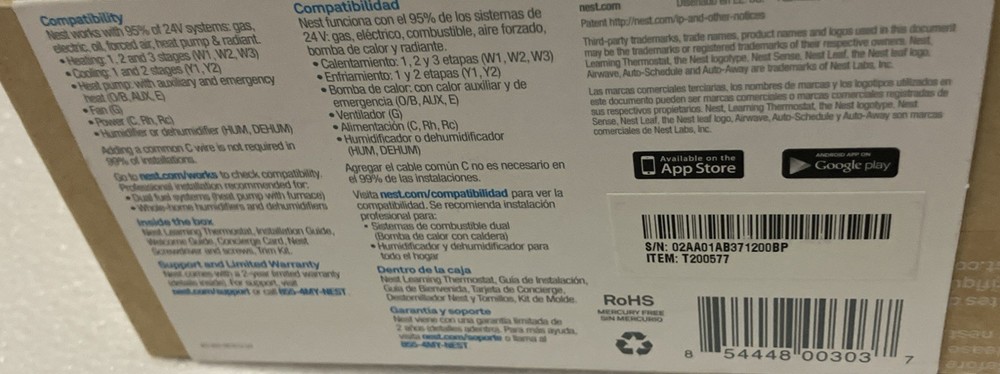 Compatibility
Nest works with 95% of 24V systems: gas,
electric, oil, forced air, heat pump & radiant.
• Heating: 1, 2 and 3 stages (W1, W2, W3)
• Cooling: 1 and 2 stages (Y1, Y2)
• Heat pump: with auxiliary and emergency
heat (O/B, AUX, E)
• Fan (G)
• Power (C, Rh, Rc)
• Humidifier or dehumidifier (HUM, DEHUM)
Adding a common C wire is not required in
99% of installations.
Go to nest.com/works to check compatibility.
Professional installation recommended for:
• Dual fuel systems (heat pump with furnace)
• Whole-home humidifiers and dehumidifiers
Inside the box
Nest Learning Thermostat, Installation Guide,
Welcome Guide, Concierge Card, Nest
Screwdriver and screws, Trim Kit.
Support and Limited Warranty
Nest comes with a 2-year limited warranty
(details inside). For support, visit
nest.com/support or call 855-4MY-NEST.
Compatibilidad
Nest funciona con el 95% de los sistemas de
24 V: gas, eléctrico, combustible, aire forzado,
bomba de calor y radiante.
• Calentamiento: 1, 2 y 3 etapas (W1, W2, W3)
• Enfriamiento: 1 y 2 etapas (Y1, Y2)
• Bomba de calor: con calor auxiliar y de
emergencia (O/B, AUX, E)
• Ventilador (G)
• Alimentación (C, Rh, Rc)
• Humidificador o dehumidificador
(HUM, DEHUM)
Agregar el cable común C no es necesario en
el 99% de las instalaciones.
Visita nest.com/compatibilidad para ver la
compatibilidad. Se recomienda instalación
profesional para:
• Sistemas de combustible dual
(Bomba de calor con caldera)
• Humidificador y dehumidificador para
todo el hogar
Dentro de la caja
Nest Learning Thermostat, Guía de Instalación,
Guía de Bienvenida, Tarjeta de Concierge,
Destornillador Nest y Tornillos, Kit de Molde.
Garantía y soporte
Nest viene con una garantía limitada de
2 años (detalles adentro). Para más ayuda,
visita nest.com/soporte o llama al
855-4MY-NEST.
nest.com
Patent http://nest.com/ip-and-other-notices
Third-party trademarks, trade names, product names and logos used in this document
may be the trademarks or registered trademarks of their respective owners. Nest,
Learning Thermostat, the Nest logotype, Nest Sense, Nest Leaf, the Nest leaf logo,
Airwave, Auto-Schedule and Auto-Away are trademarks of Nest Labs, Inc.
Las marcas comerciales terciarias, los nombres de marcas y los logotipos utilizados en
este documento pueden ser marcas comerciales o marcas comerciales registradas de
sus respectivos propietarios. Nest, Learning Thermostat, the Nest logotype, Nest
Sense, Nest Leaf, the Nest leaf logo, Airwave, Auto-Schedule y Auto-Away son marcas
comerciales de Nest Labs, Inc.
Available on the
App Store
ANDROID APP ON
Google play
S/N: 02AA01AB371200BP
ITEM: T200577
RoHS
MERCURY FREE
SIN MERCURIO
8 54448 00303 7